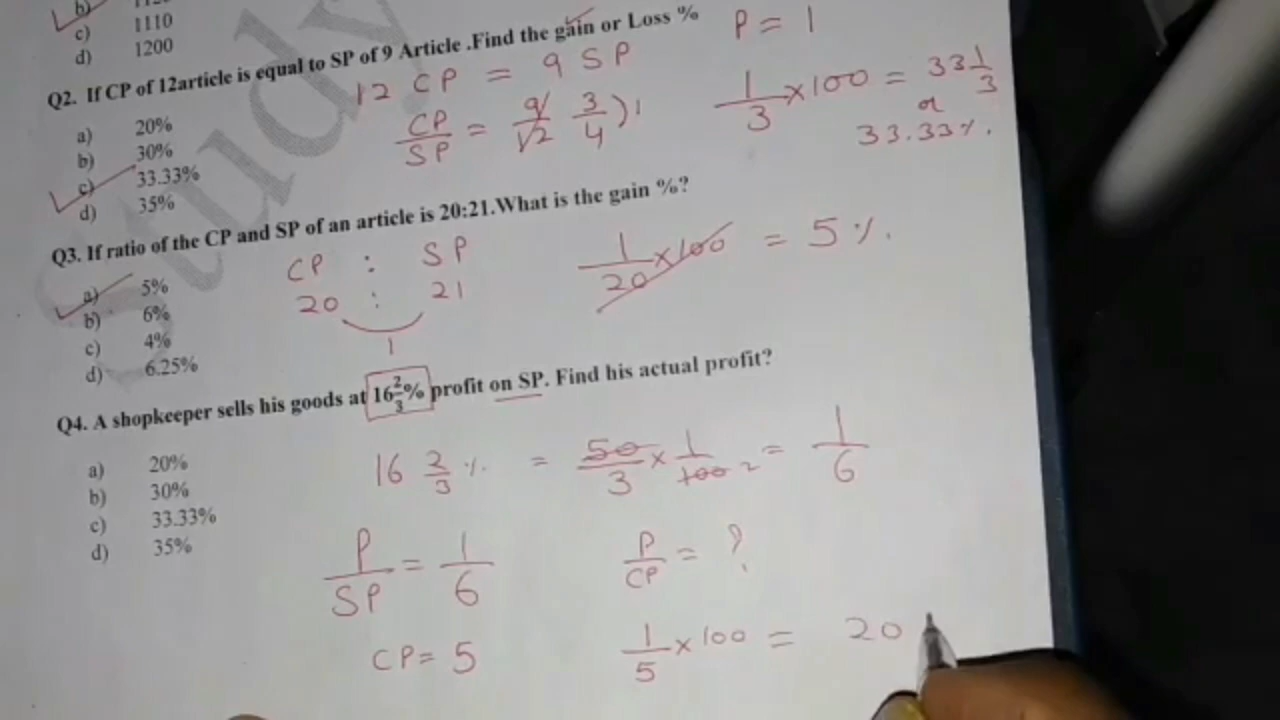 b)
c) 1110
d) 1200
Q2. If CP of 12article is equal to SP of 9 Article .Find the gain or Loss %
a) 20%
b) 30%
c) 33.33%
d) 35%
12 CP = 9 SP
CP/SP = 9/12 3/4 ) 1
P = 1
1/3 × 100 = 33 1/3
or
33.33%.
Q3. If ratio of the CP and SP of an article is 20:21.What is the gain %?
a) 5%
b) 6%
c) 4%
d) 6.25%
CP : SP
20 : 21
1
1/20 × 100 = 5%.
Q4. A shopkeeper sells his goods at 16 2/3% profit on SP. Find his actual profit?
a) 20%
b) 30%
c) 33.33%
d) 35%
16 2/3 % = 50/3 × 1/100 2 = 1/6
P/SP = 1/6
P/CP = ?
CP = 5
1/5 × 100 = 20
Study